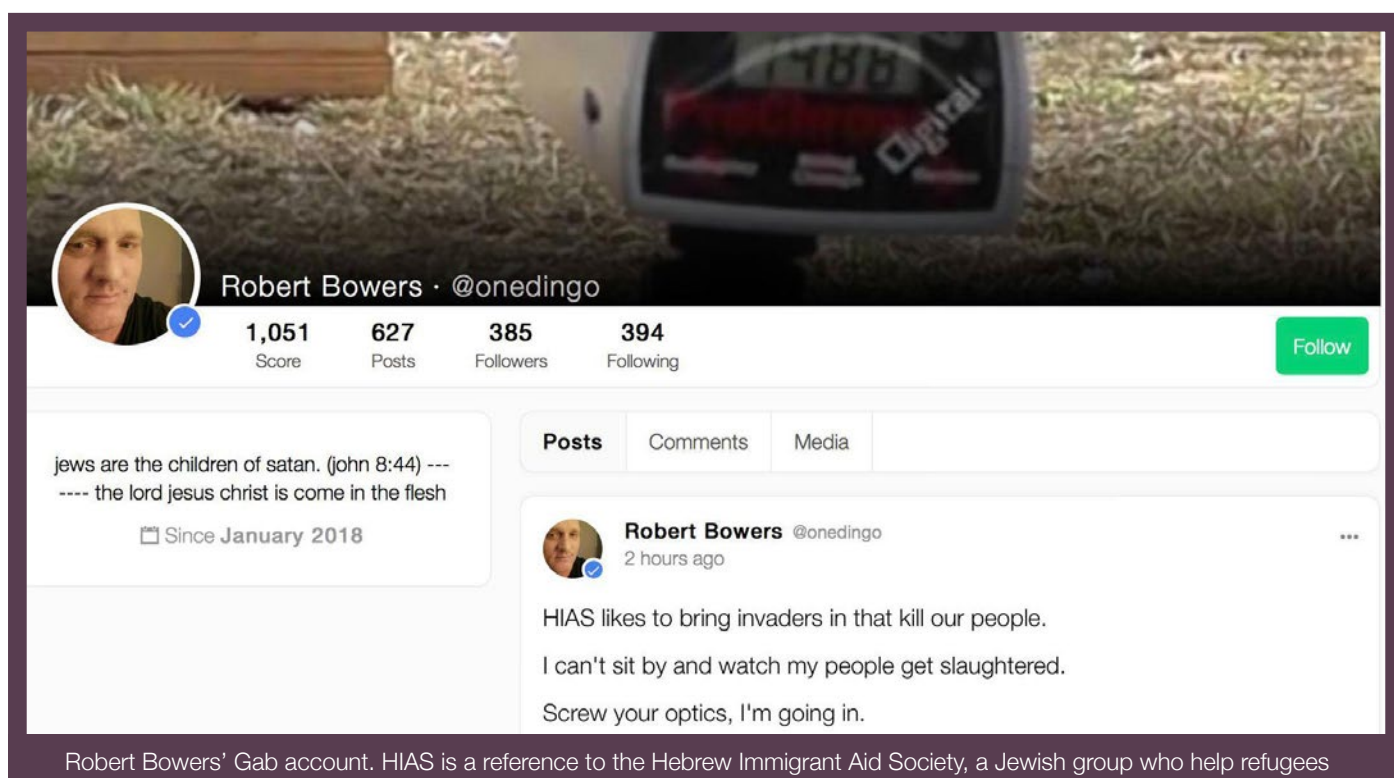 1488
ProChrono
Digital
Robert Bowers · @onedingo
1,051
Score
627
Posts
385
Followers
394
Following
Follow
jews are the children of satan. (john 8:44) ---
---- the lord jesus christ is come in the flesh
Since January 2018
Posts Comments Media
Robert Bowers @onedingo
2 hours ago
HIAS likes to bring invaders in that kill our people.
I can't sit by and watch my people get slaughtered.
Screw your optics, I'm going in.
Robert Bowers’ Gab account. HIAS is a reference to the Hebrew Immigrant Aid Society, a Jewish group who help refugees